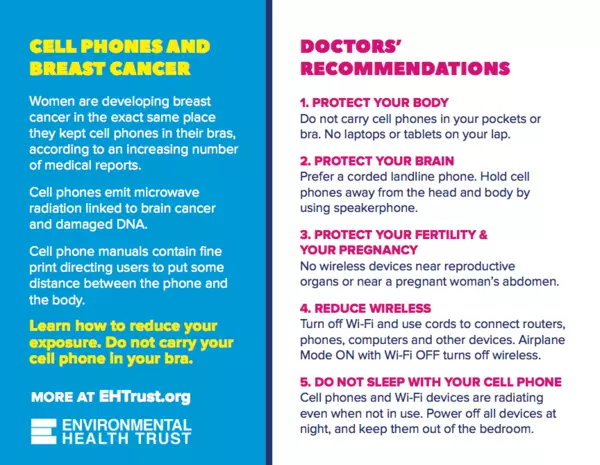 CELL PHONES AND
BREAST CANCER
Women are developing breast
cancer in the exact same place
they kept cell phones in their bras,
according to an increasing number
of medical reports.
Cell phones emit microwave
radiation linked to brain cancer
and damaged DNA.
Cell phone manuals contain fine
print directing users to put some
distance between the phone and
the body.
Learn how to reduce your
exposure. Do not carry your
cell phone in your bra.
MORE AT EHTrust.org
ENVIRONMENTAL
HEALTH TRUST
DOCTORS’
RECOMMENDATIONS
1. PROTECT YOUR BODY
Do not carry cell phones in your pockets or
bra. No laptops or tablets on your lap.
2. PROTECT YOUR BRAIN
Prefer a corded landline phone. Hold cell
phones away from the head and body by
using speakerphone.
3. PROTECT YOUR FERTILITY &
YOUR PREGNANCY
No wireless devices near reproductive
organs or near a pregnant woman’s abdomen.
4. REDUCE WIRELESS
Turn off Wi-Fi and use cords to connect routers,
phones, computers and other devices. Airplane
Mode ON with Wi-Fi OFF turns off wireless.
5. DO NOT SLEEP WITH YOUR CELL PHONE
Cell phones and Wi-Fi devices are radiating
even when not in use. Power off all devices at
night, and keep them out of the bedroom.